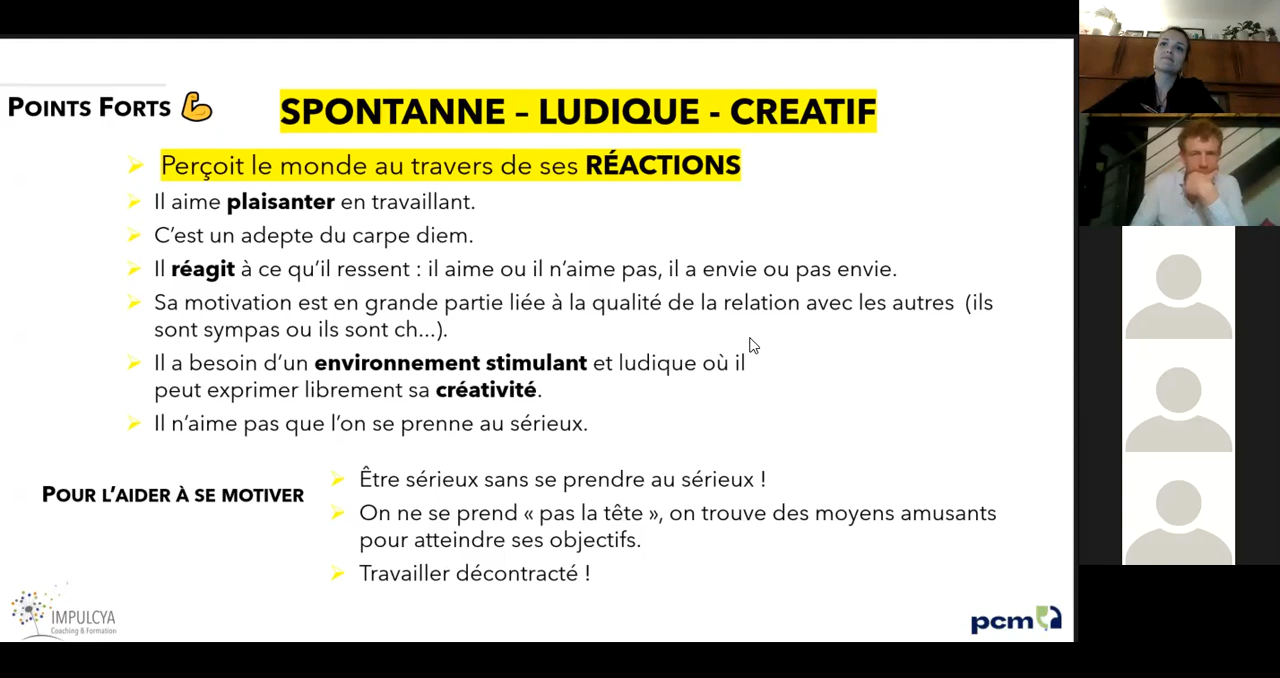 POINTS FORTS
SPONTANNE – LUDIQUE - CREATIF
Perçoit le monde au travers de ses RÉACTIONS
Il aime plaisanter en travaillant.
C’est un adepte du carpe diem.
Il réagit à ce qu’il ressent : il aime ou il n’aime pas, il a envie ou pas envie.
Sa motivation est en grande partie liée à la qualité de la relation avec les autres (ils
sont sympas ou ils sont ch...).
Il a besoin d’un environnement stimulant et ludique où il
peut exprimer librement sa créativité.
Il n’aime pas que l’on se prenne au sérieux.
POUR L’AIDER À SE MOTIVER
Être sérieux sans se prendre au sérieux !
On ne se prend « pas la tête », on trouve des moyens amusants
pour atteindre ses objectifs.
Travailler décontracté !
IMPULCYA
Coaching & Formation
pcm